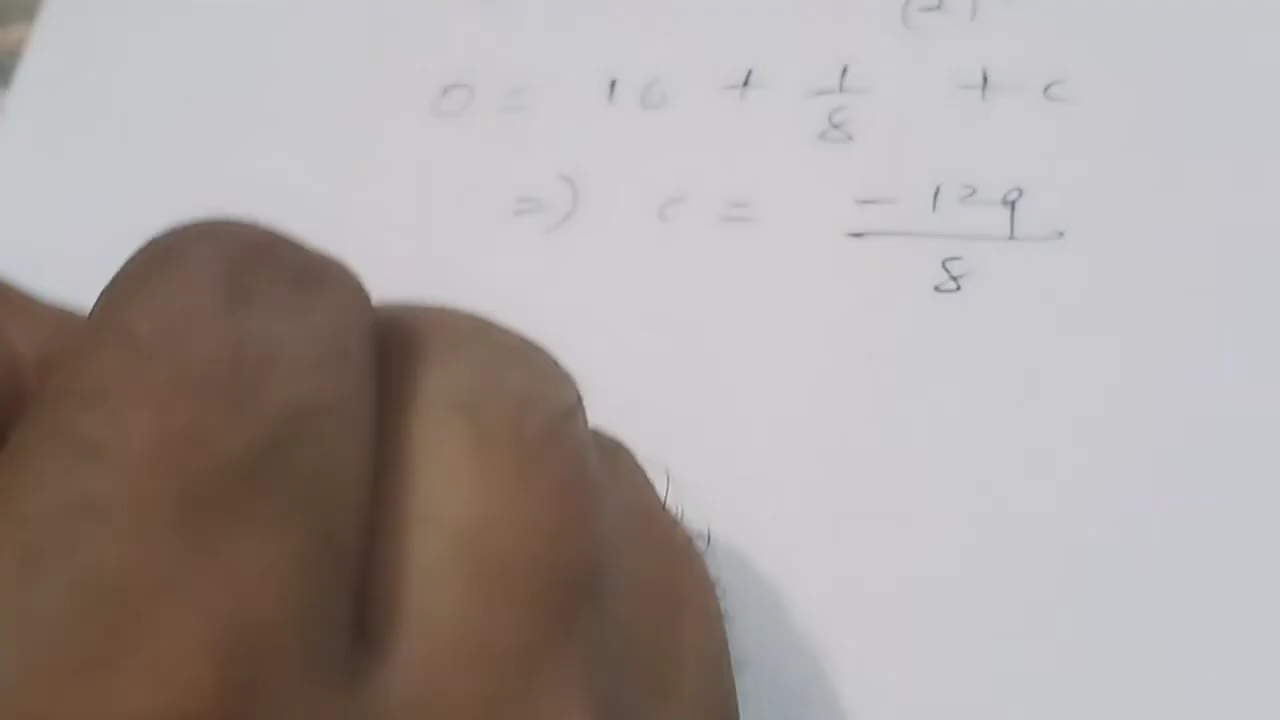 0 = 16 + 1/8 + c
=) c = -129/8